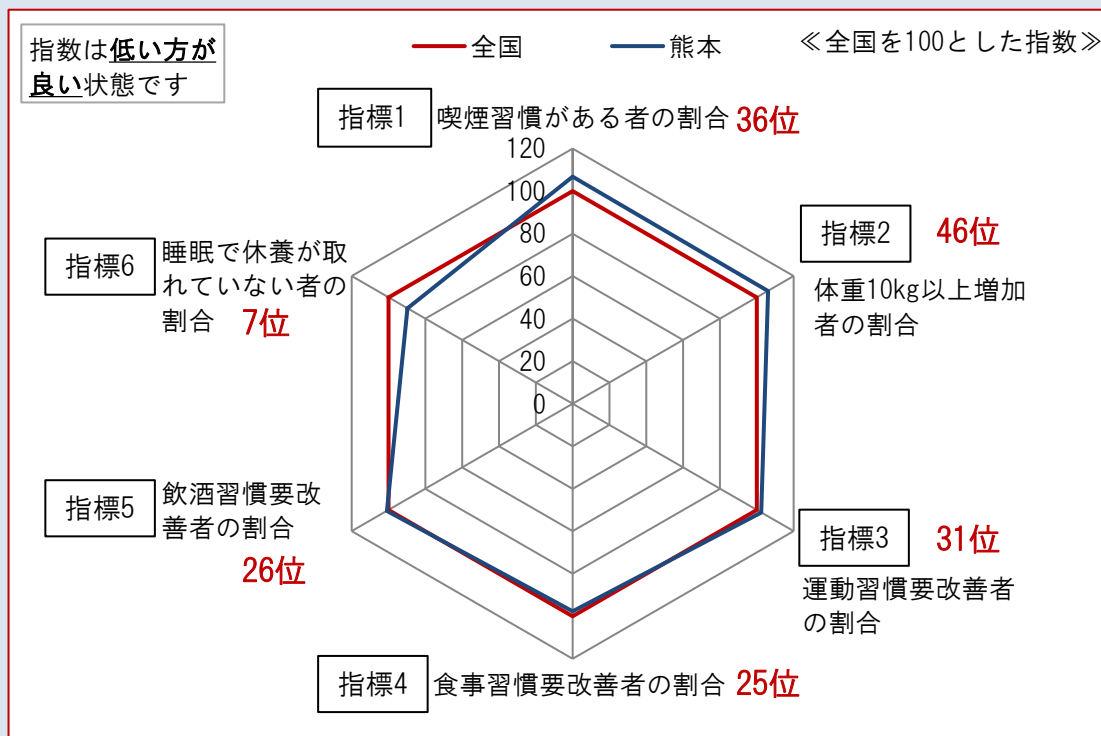 指数は低い方が
良い状態です
全国
熊本
≪全国を100とした指数≫
指標1
喫煙習慣がある者の割合
36位
120
100
80
60
40
20
0
指標2
46位
体重10kg以上増加
者の割合
指標3
31位
運動習慣要改善者
の割合
指標4
食事習慣要改善者の割合
25位
指標5
飲酒習慣要改
善者の割合
26位
指標6
睡眠で休養が取
れていない者の
割合
7位